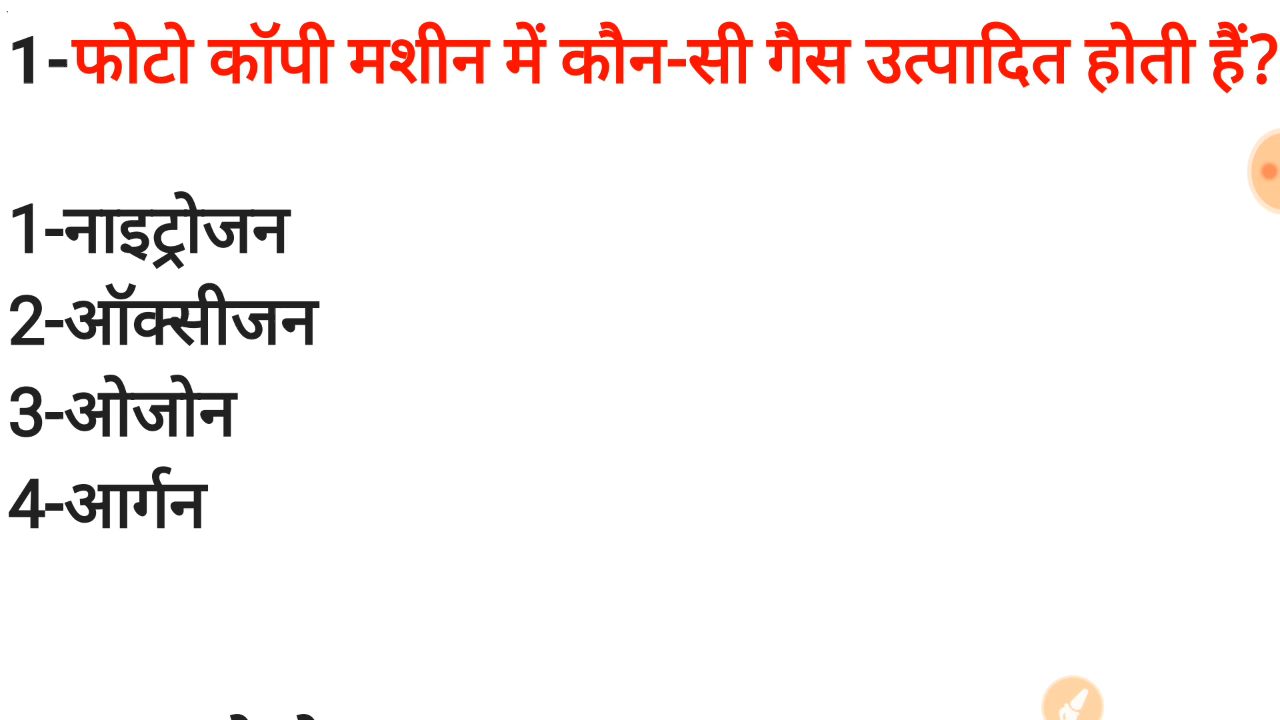 1-फोटो कॉपी मशीन में कौन-सी गैस उत्पादित होती हैं?
1-नाइट्रोजन
2-ऑक्सीजन
3-ओजोन
4-आर्गन